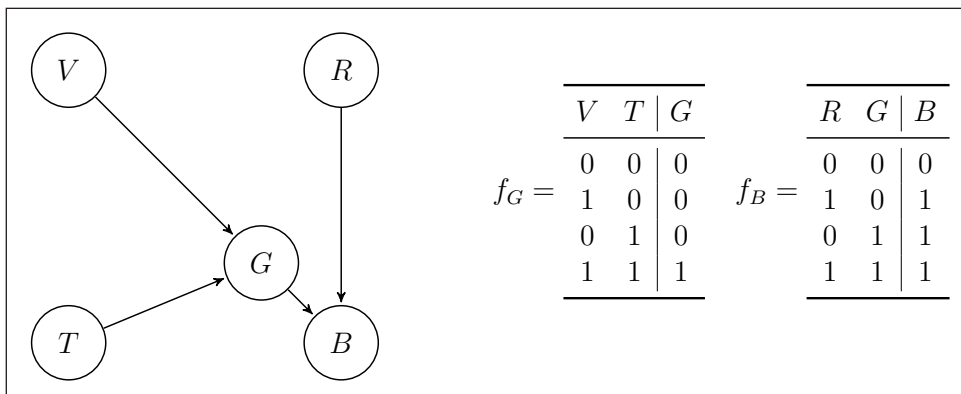 V R
V T G R G B
0 0 0 0 0 0
f_G = 1 0 0 f_B = 1 0 1
0 1 0 0 1 1
1 1 1 1 1 1
G
T B